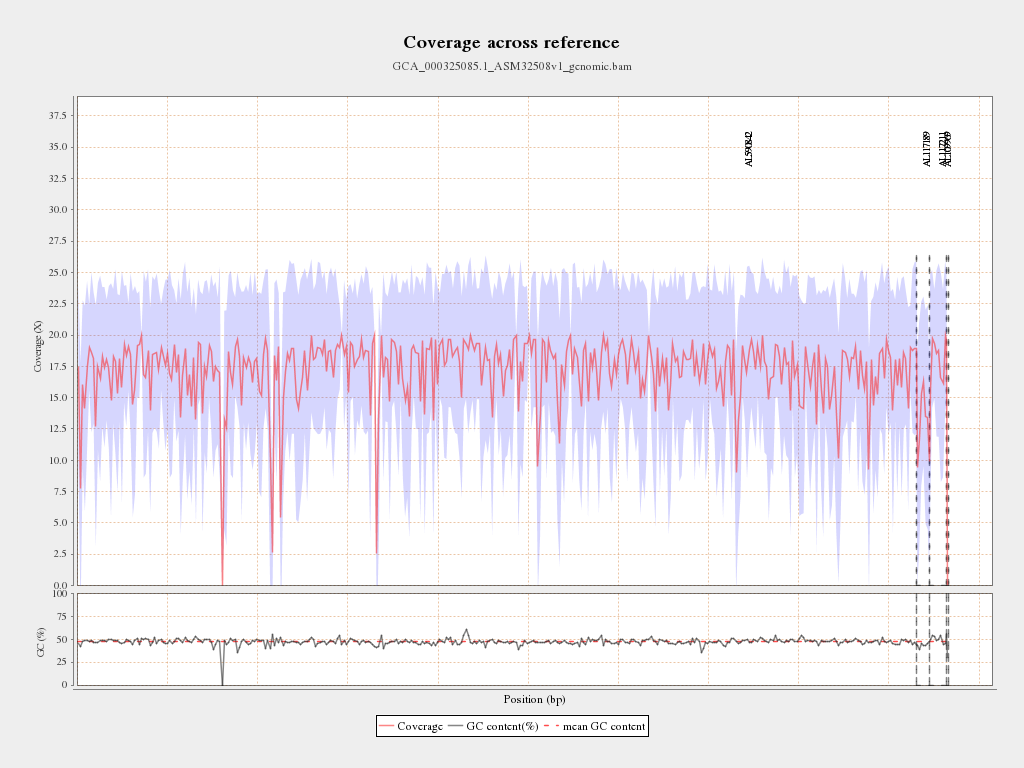 Coverage across reference
GCA_000325085.1_ASM32508v1_genomic.bam
37.5
35.0
32.5
30.0
27.5
25.0
22.5
20.0
17.5
15.0
12.5
10.0
7.5
5.0
2.5
0.0
Coverage (X)
AL590842
AL117189
100
75
50
25
0
GC (%)
Position (bp)
Coverage GC content(%) mean GC content